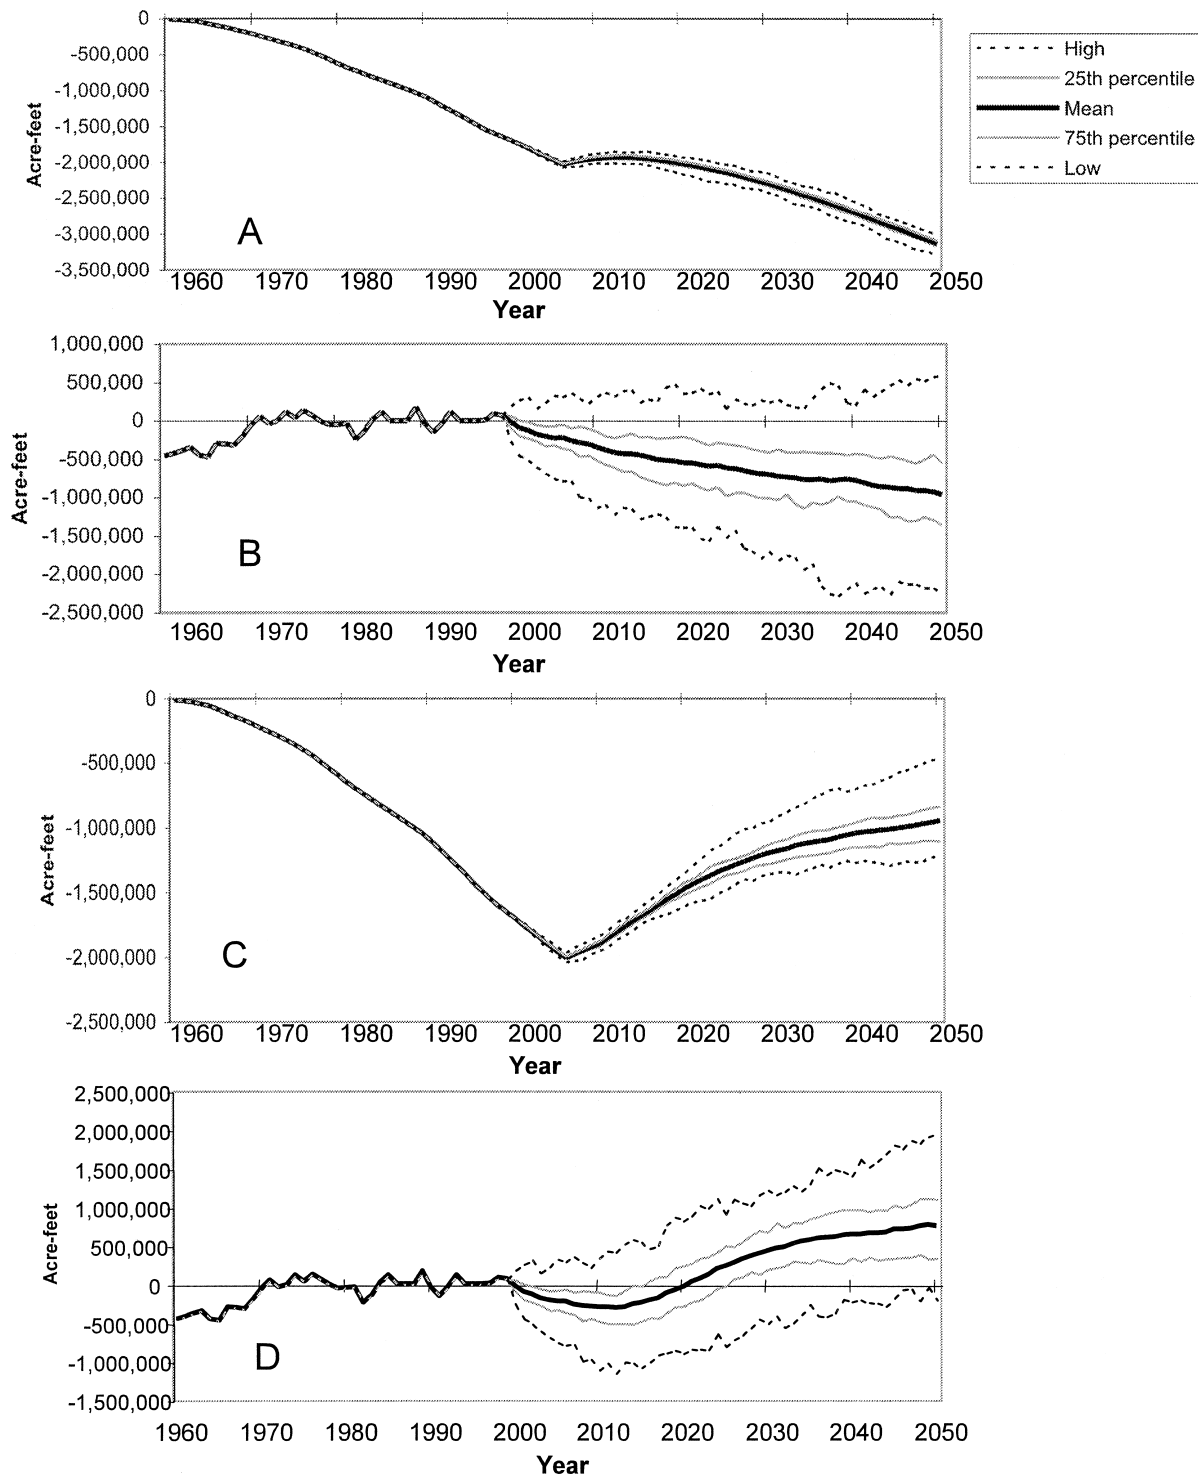 0
-500,000
-1,000,000
-1,500,000
-2,000,000
-2,500,000
-3,000,000
-3,500,000
Acre-feet
A
1960 1970 1980 1990 2000 2010 2020 2030 2040 2050
Year
High
25th percentile
Mean
75th percentile
Low
1,000,000
500,000
0
-500,000
-1,000,000
-1,500,000
-2,000,000
-2,500,000
Acre-feet
B
1960 1970 1980 1990 2000 2010 2020 2030 2040 2050
Year
0
-500,000
-1,000,000
-1,500,000
-2,000,000
-2,500,000
Acre-feet
C
1960 1970 1980 1990 2000 2010 2020 2030 2040 2050
Year
2,500,000
2,000,000
1,500,000
1,000,000
500,000
0
-500,000
-1,000,000
-1,500,000
Acre-feet
D
1960 1970 1980 1990 2000 2010 2020 2030 2040 2050
Year